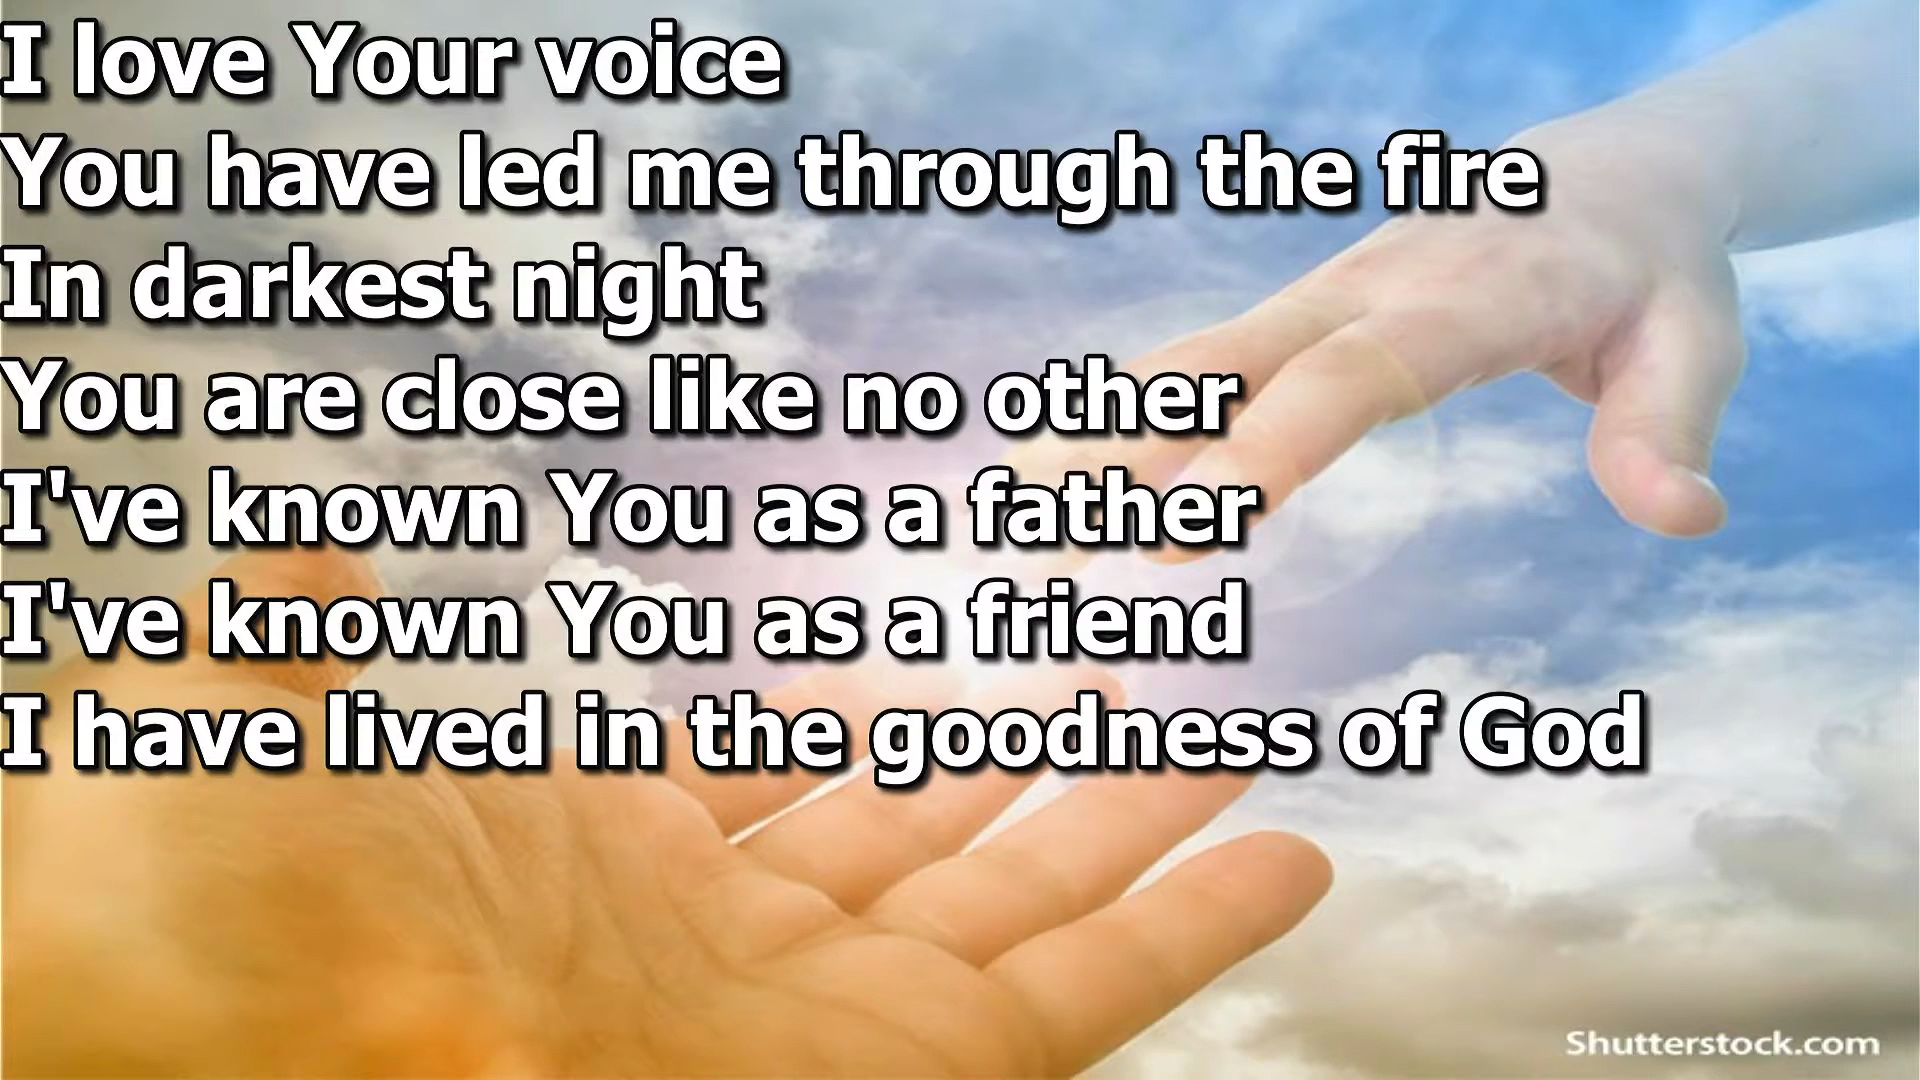 I love Your voice
You have led me through the fire
In darkest night
You are close like no other
I've known You as a father
I've known You as a friend
I have lived in the goodness of God
Shutterstock.com